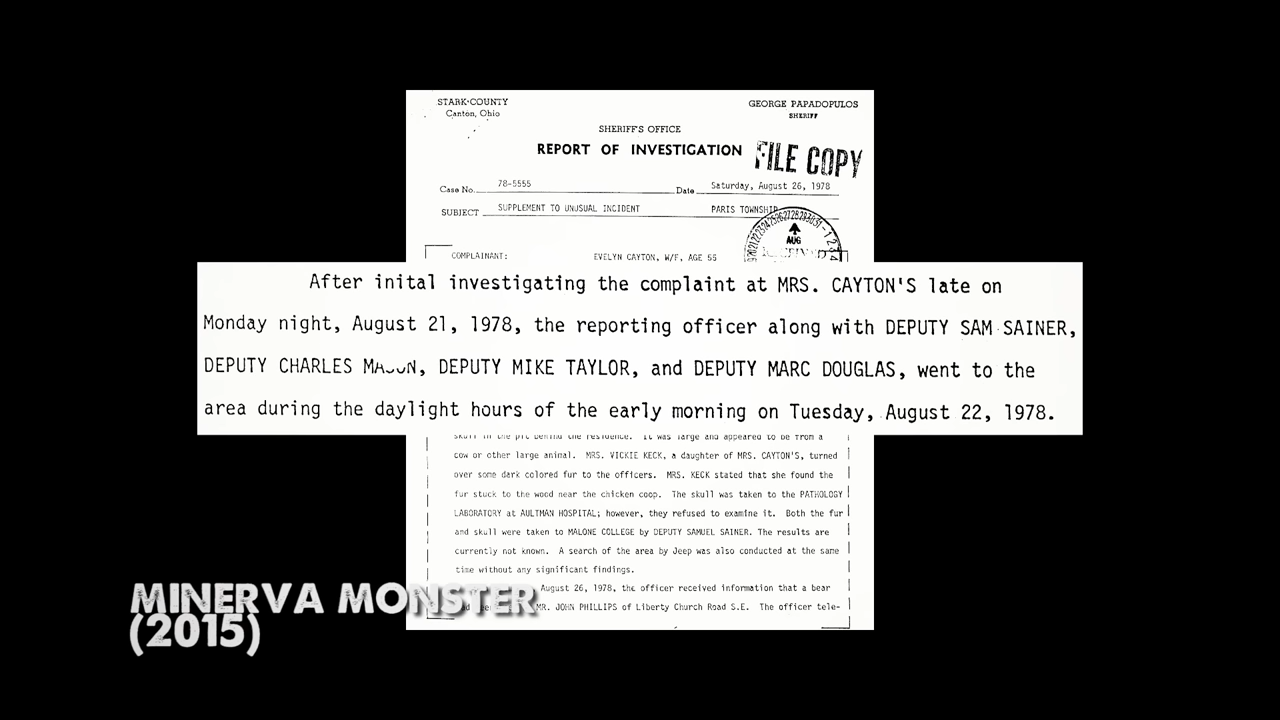 STARK COUNTY
Canton, Ohio
GEORGE PAPADOPULOS
SHERIFF
SHERIFF'S OFFICE
REPORT OF INVESTIGATION
FILE COPY
Case No. 78-5555 Date Saturday, August 26, 1978
SUBJECT SUPPLEMENT TO UNUSUAL INCIDENT PARIS TOWNSHIP
AUG
RECEIVED
COMPLAINANT: EVELYN CAYTON, W/F, AGE 55
After inital investigating the complaint at MRS. CAYTON'S late on
Monday night, August 21, 1978, the reporting officer along with DEPUTY SAM SAINER,
DEPUTY CHARLES MASON, DEPUTY MIKE TAYLOR, and DEPUTY MARC DOUGLAS, went to the
area during the daylight hours of the early morning on Tuesday, August 22, 1978.
skull in the pit behind the residence. It was large and appeared to be from a
cow or other large animal. MRS. VICKIE KECK, a daughter of MRS. CAYTON'S, turned
over some dark colored fur to the officers. MRS. KECK stated that she found the
fur stuck to the wood near the chicken coop. The skull was taken to the PATHOLOGY
LABORATORY at AULTMAN HOSPITAL; however, they refused to examine it. Both the fur
and skull were taken to MALONE COLLEGE by DEPUTY SAMUEL SAINER. The results are
currently not known. A search of the area by Jeep was also conducted at the same
time without any significant findings.
August 26, 1978, the officer received information that a bear
MR. JOHN PHILLIPS of Liberty Church Road S.E. The officer tele-
MINERVA MONSTER
(2015)